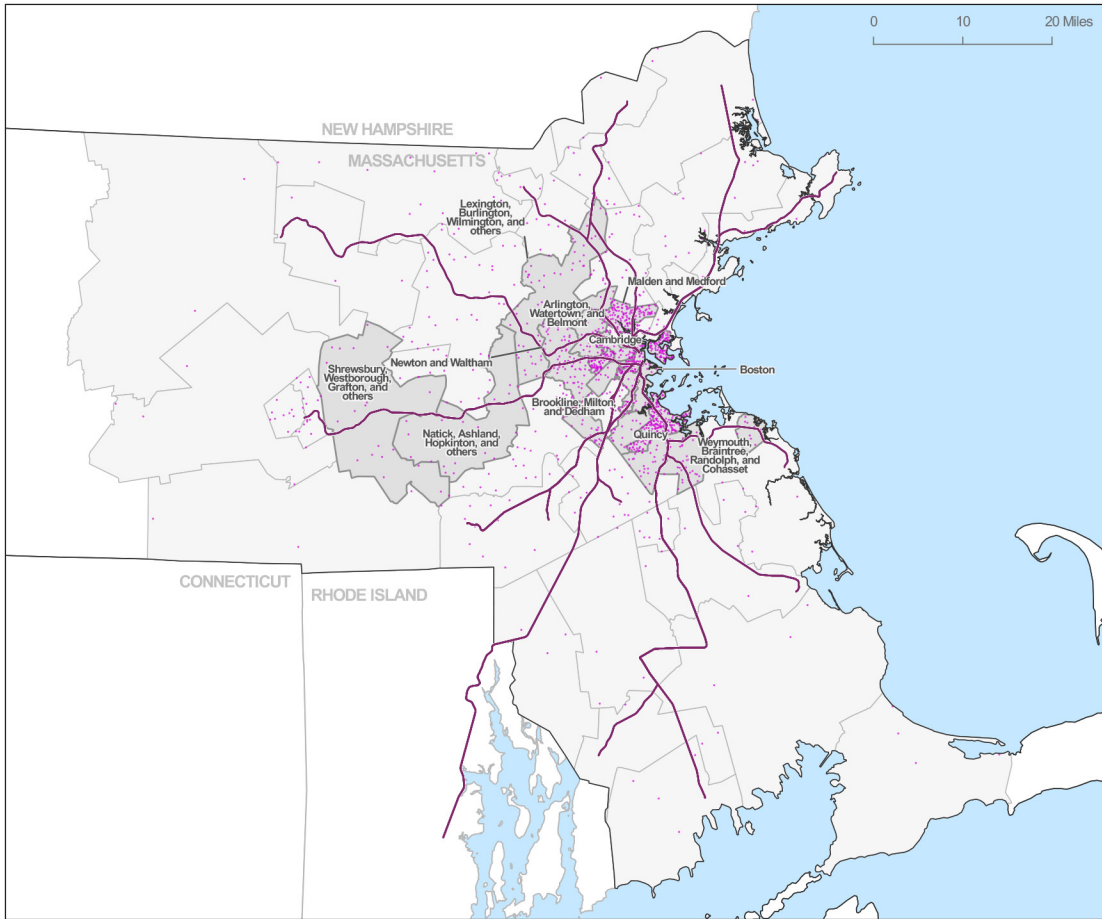 0 10 20 Miles
NEW HAMPSHIRE
MASSACHUSETTS
Lexington,
Burlington,
Wilmington, and
others
Malden and Medford
Arlington,
Watertown, and
Belmont
Cambridge
Newton and Waltham
Boston
Shrewsbury,
Westborough,
Grafton, and
others
Brookline, Milton,
and Dedham
Natick, Ashland,
Hopkinton, and
others
Quincy
Weymouth,
Braintree,
Randolph, and
Cohasset
CONNECTICUT
RHODE ISLAND